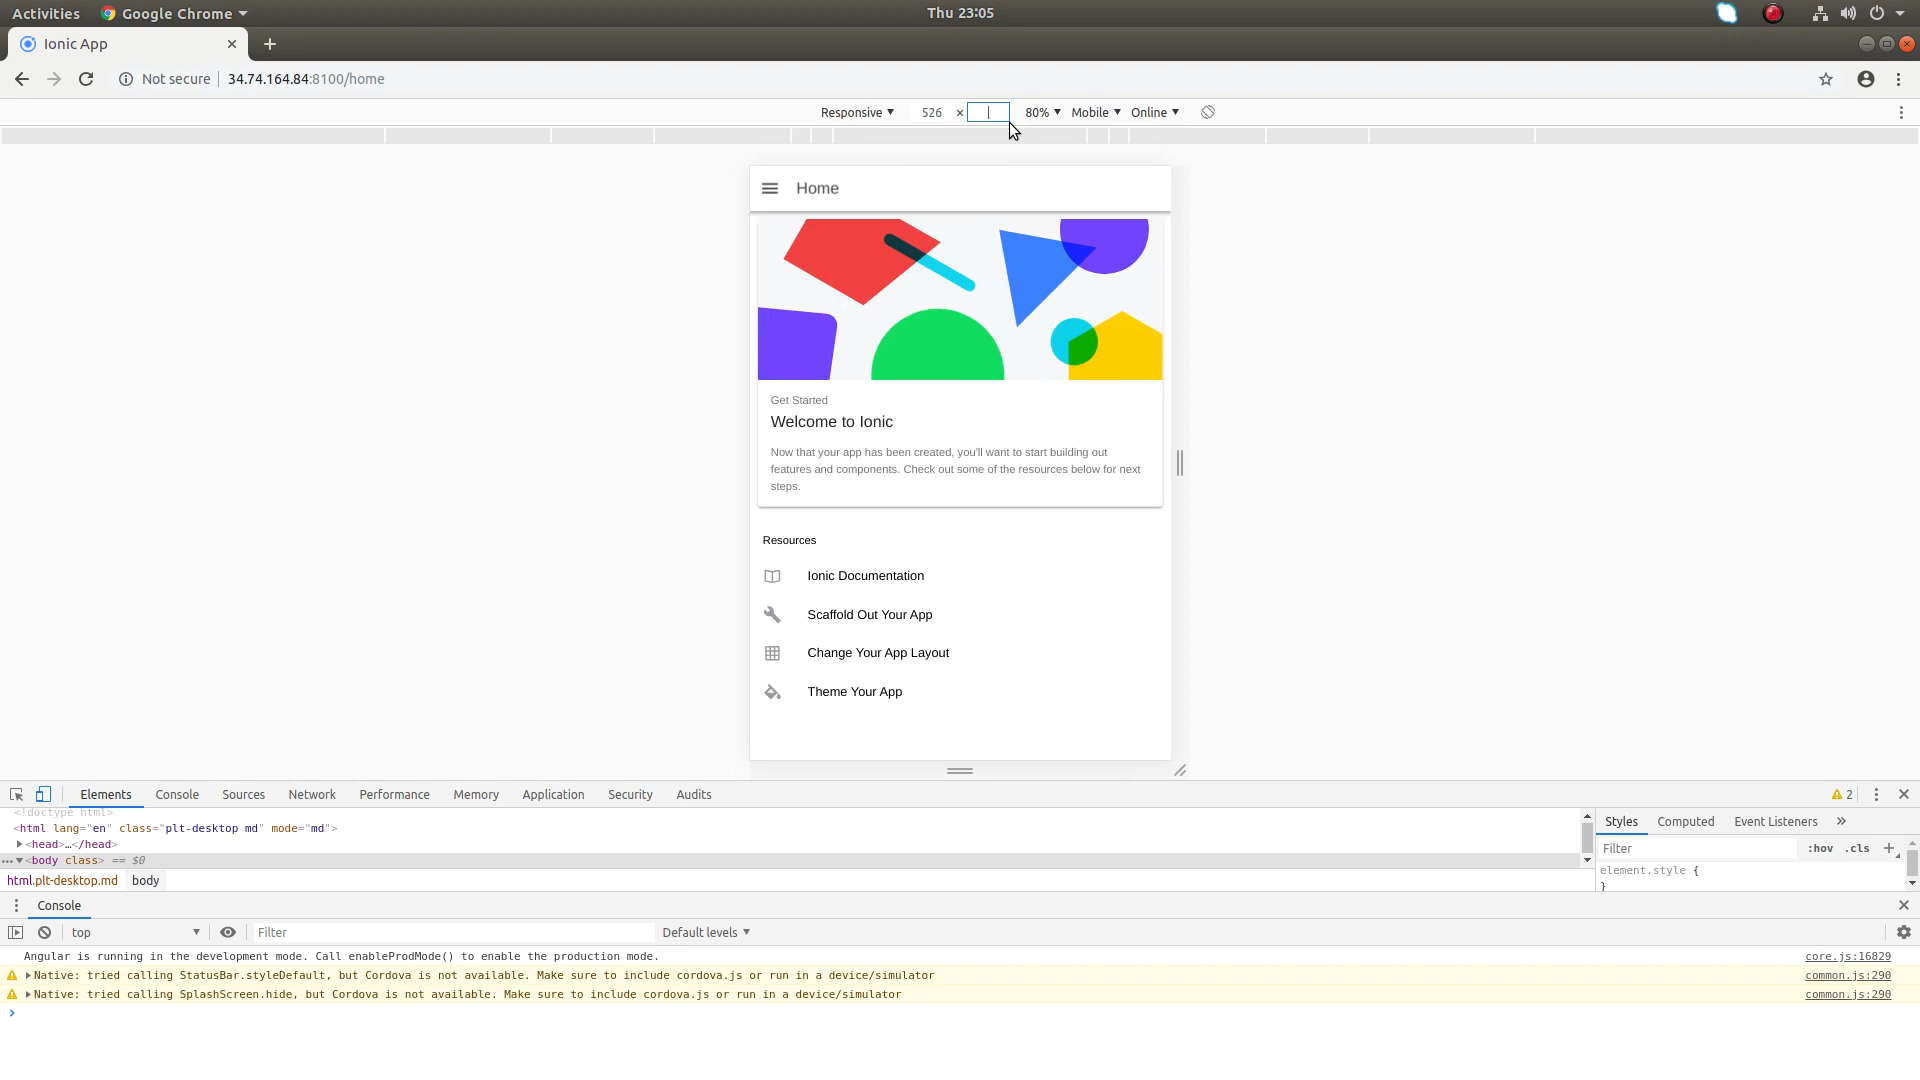 Activities Google Chrome Thu 23:05
Ionic App
Not secure 34.74.164.84:8100/home
Responsive 526 × 80% Mobile Online
Home
Get Started
Welcome to Ionic
Now that your app has been created, you'll want to start building out
features and components. Check out some of the resources below for next
steps.
Resources
Ionic Documentation
Scaffold Out Your App
Change Your App Layout
Theme Your App
Elements Console Sources Network Performance Memory Application Security Audits 2
<!doctype html>
<html lang="en" class="plt-desktop md" mode="md">
<head>…</head>
<body class> == $0
html.plt-desktop.md body
Styles Computed Event Listeners »
Filter :hov .cls +
element.style {
}
Console
top Filter Default levels
Angular is running in the development mode. Call enableProdMode() to enable the production mode. core.js:16829
Native: tried calling StatusBar.styleDefault, but Cordova is not available. Make sure to include cordova.js or run in a device/simulator common.js:290
Native: tried calling SplashScreen.hide, but Cordova is not available. Make sure to include cordova.js or run in a device/simulator common.js:290